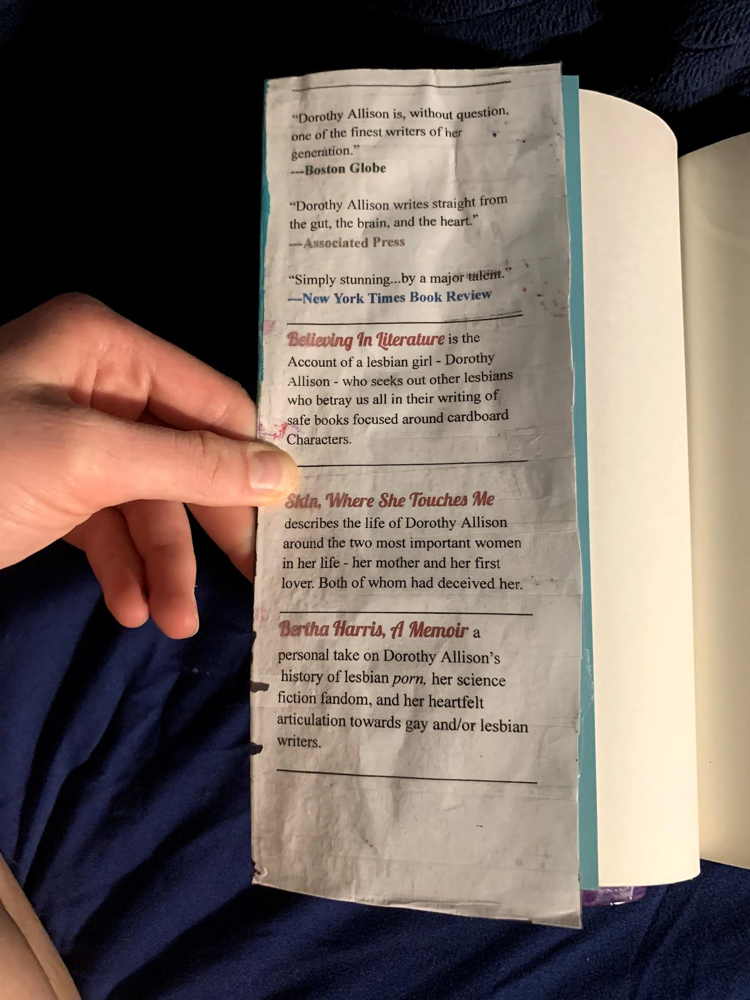 “Dorothy Allison is, without question,
one of the finest writers of her
generation.”
---Boston Globe
“Dorothy Allison writes straight from
the gut, the brain, and the heart.”
---Associated Press
“Simply stunning...by a major talent.”
---New York Times Book Review
Believing In Literature is the
Account of a lesbian girl - Dorothy
Allison - who seeks out other lesbians
who betray us all in their writing of
safe books focused around cardboard
Characters.
Skin, Where She Touches Me
describes the life of Dorothy Allison
around the two most important women
in her life - her mother and her first
lover. Both of whom had deceived her.
Bertha Harris, A Memoir a
personal take on Dorothy Allison’s
history of lesbian porn, her science
fiction fandom, and her heartfelt
articulation towards gay and/or lesbian
writers.